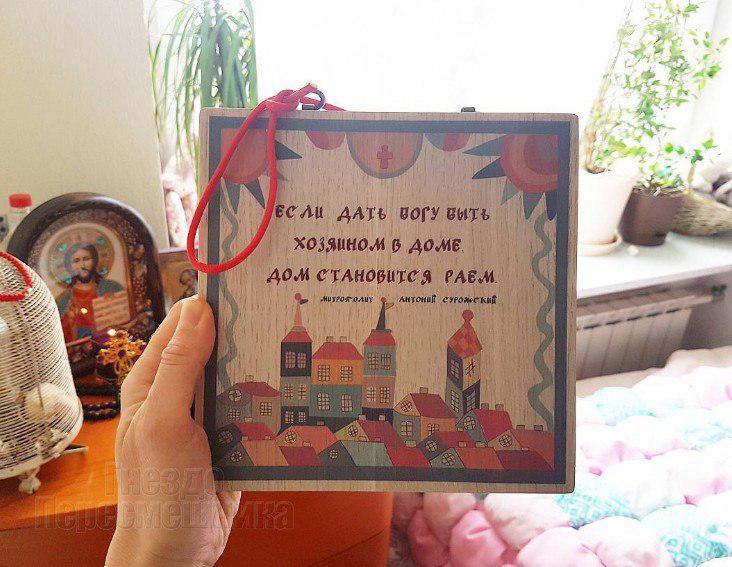 ЕСЛИ ДАТЬ БОГУ БЫТЬ
ХОЗЯИНОМ В ДОМЕ,
ДОМ СТАНОВИТСЯ РАЕМ.
МИТРОПОЛИТ АНТОНИЙ СУРОЖСКИЙ
Гнездо
Пересмешника